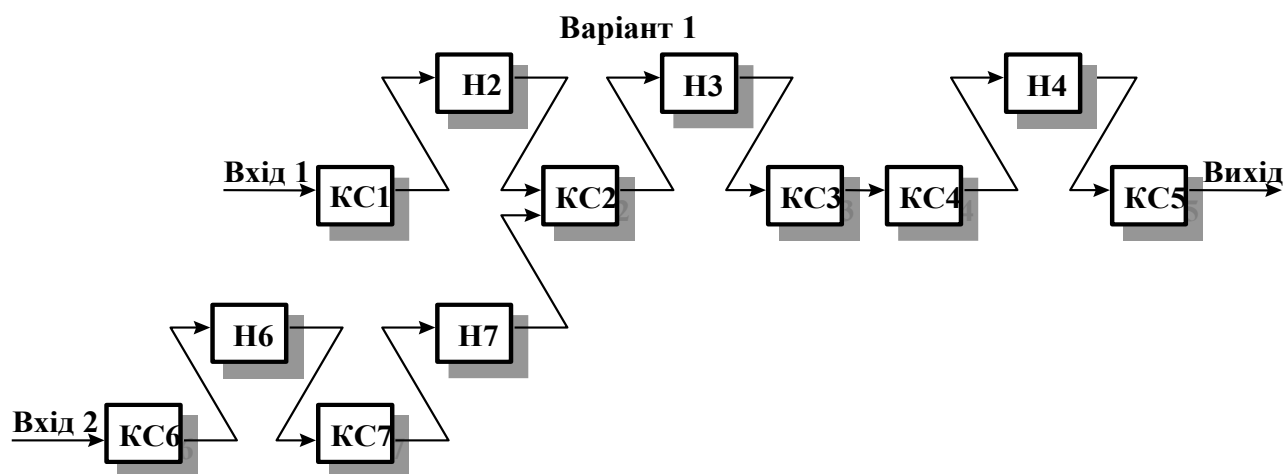 Варіант 1
Н2
Н3
Н4
Вхід 1
КС1
КС2
КС3
КС4
КС5
Вихід
Н6
Н7
Вхід 2
КС6
КС7